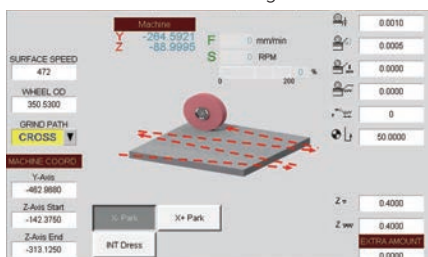 Machine
Y -264.5921
Z -88.9995
F 0 mm/min
S 0 RPM
0 %
0 200
SURFACE SPEED
472
WHEEL OD
350.5300
GRIND PATH
CROSS
MACHINE COORD
Y-Axis
-462.9880
Z-Axis Start
-142.3750
Z-Axis End
-313.1250
X- Park
X+ Park
INT Dress
0.0010
0.0005
0.0000
0.0000
0
50.0000
Z = 0.4000
Z 0.4000
EXTRA AMOUNT
0.0000